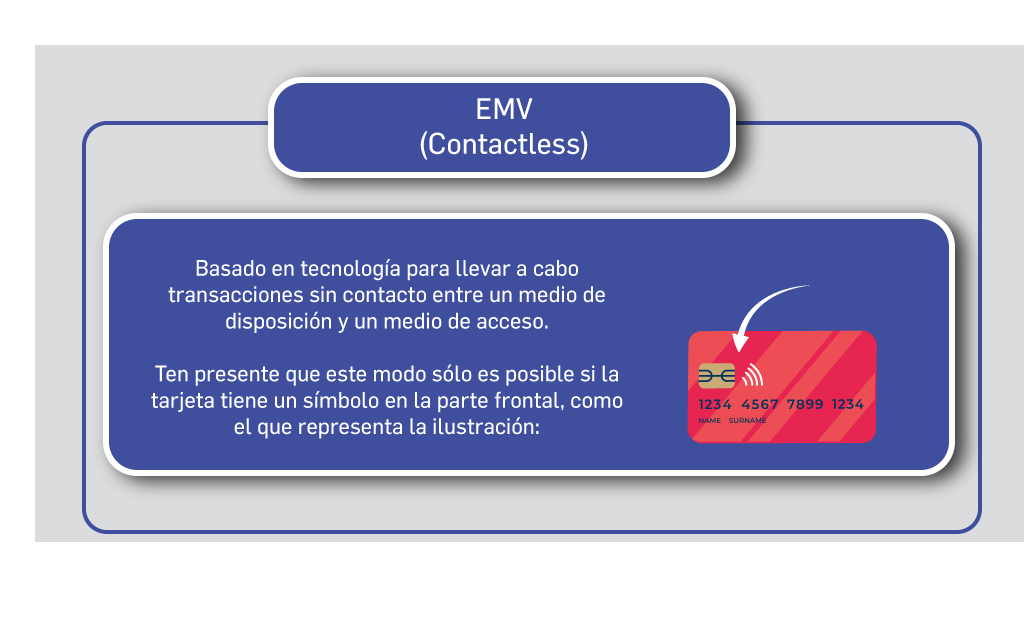 EMV
(Contactless)
Basado en tecnología para llevar a cabo
transacciones sin contacto entre un medio de
disposición y un medio de acceso.
Ten presente que este modo sólo es posible si la
tarjeta tiene un símbolo en la parte frontal, como
el que representa la ilustración:
1234 4567 7899 1234
NAME SURNAME